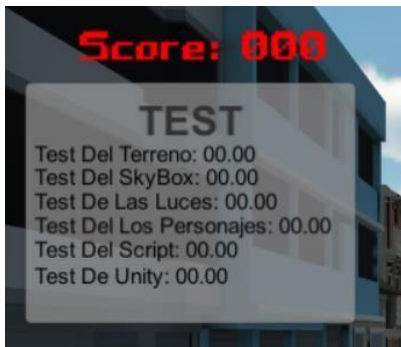 Score: 000
TEST
Test Del Terreno: 00.00
Test Del SkyBox: 00.00
Test De Las Luces: 00.00
Test Del Los Personajes: 00.00
Test Del Script: 00.00
Test De Unity: 00.00